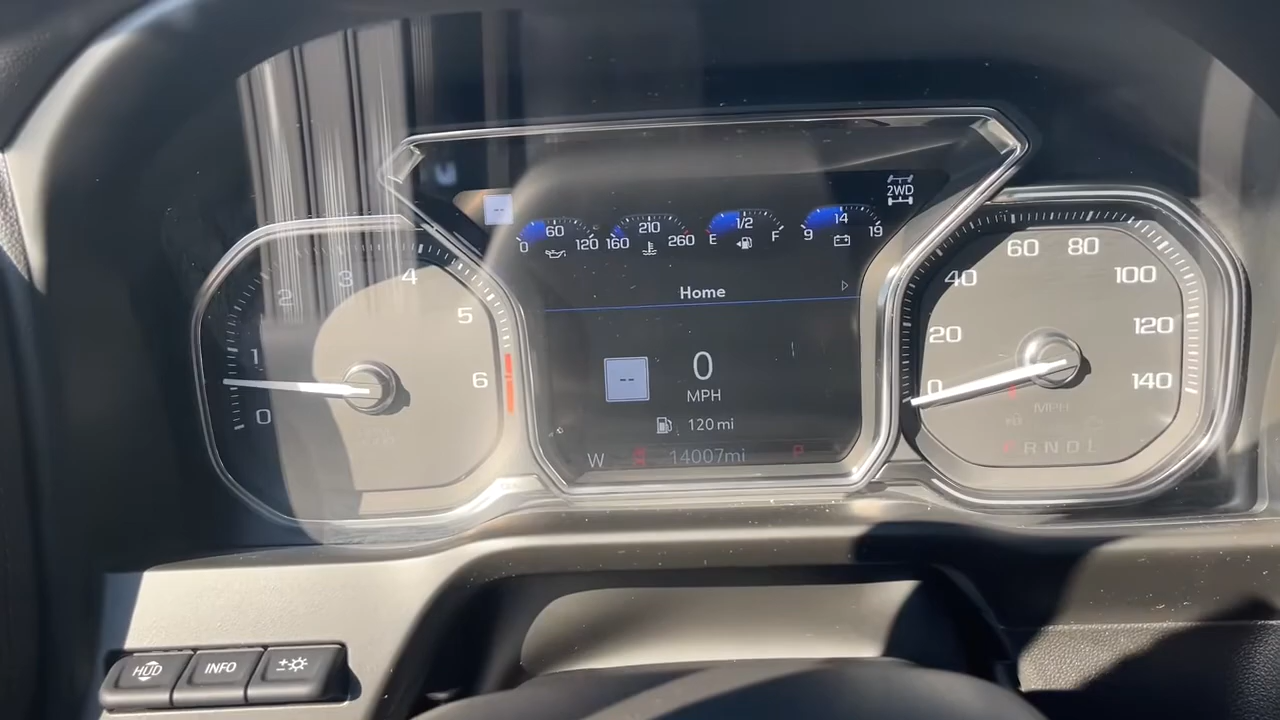 2WD
--
0 60 120
160 210 260
E 1/2 F
9 14 19
Home
--
0
MPH
120 mi
W 14007mi P
0 1 2 3 4 5 6
0 20 40 60 80 100 120 140
MPH
P R N D L
HUD INFO ±